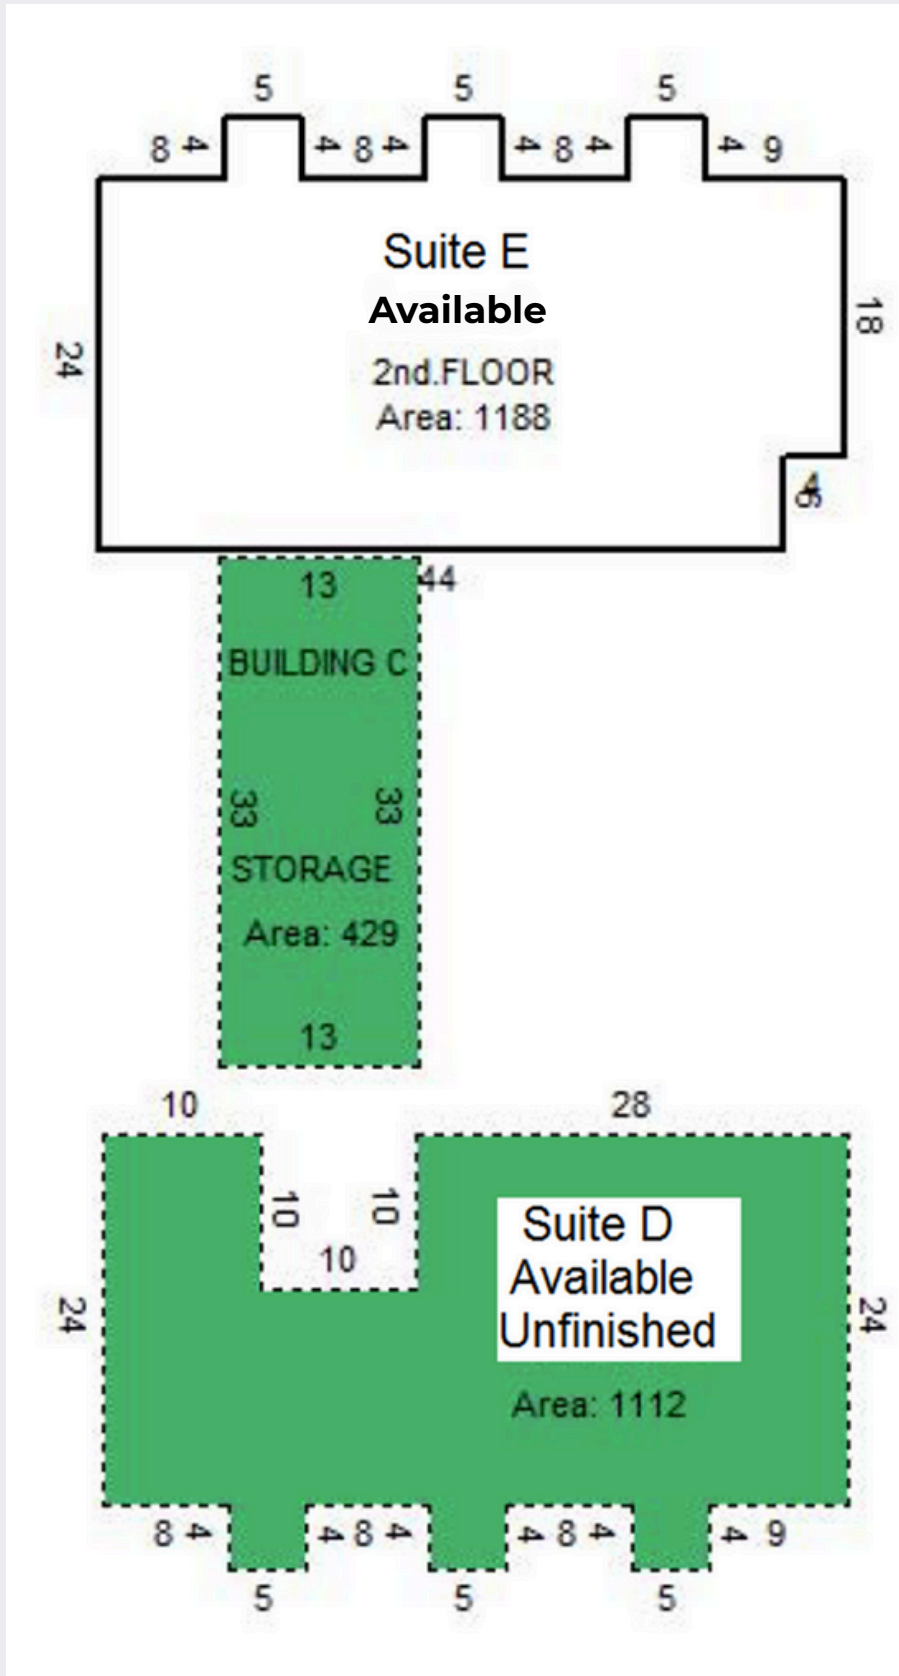 5 5 5
8 4 4 8 4 4 8 4 4 9
Suite E
Available
2nd.FLOOR
Area: 1188
24
18
4
6
44
13
BUILDING C
33 33
STORAGE
Area: 429
13
10 28
10 10
10
Suite D
Available
Unfinished
24 24
Area: 1112
8 4 4 8 4 4 8 4 4 9
5 5 5